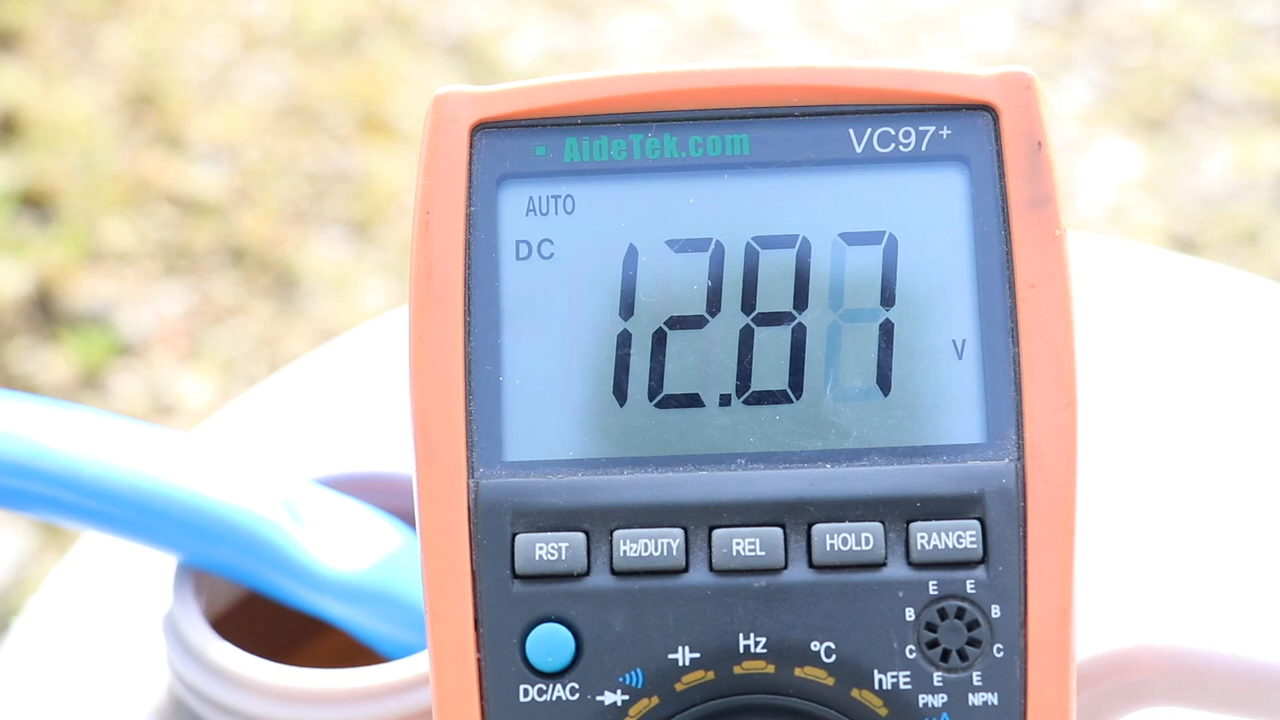 AideTek.com VC97+
AUTO
DC
12.87
V
RST Hz/DUTY REL HOLD RANGE
E E
B B
C C
E E
PNP NPN
DC/AC
Hz
°C
hFE
µA